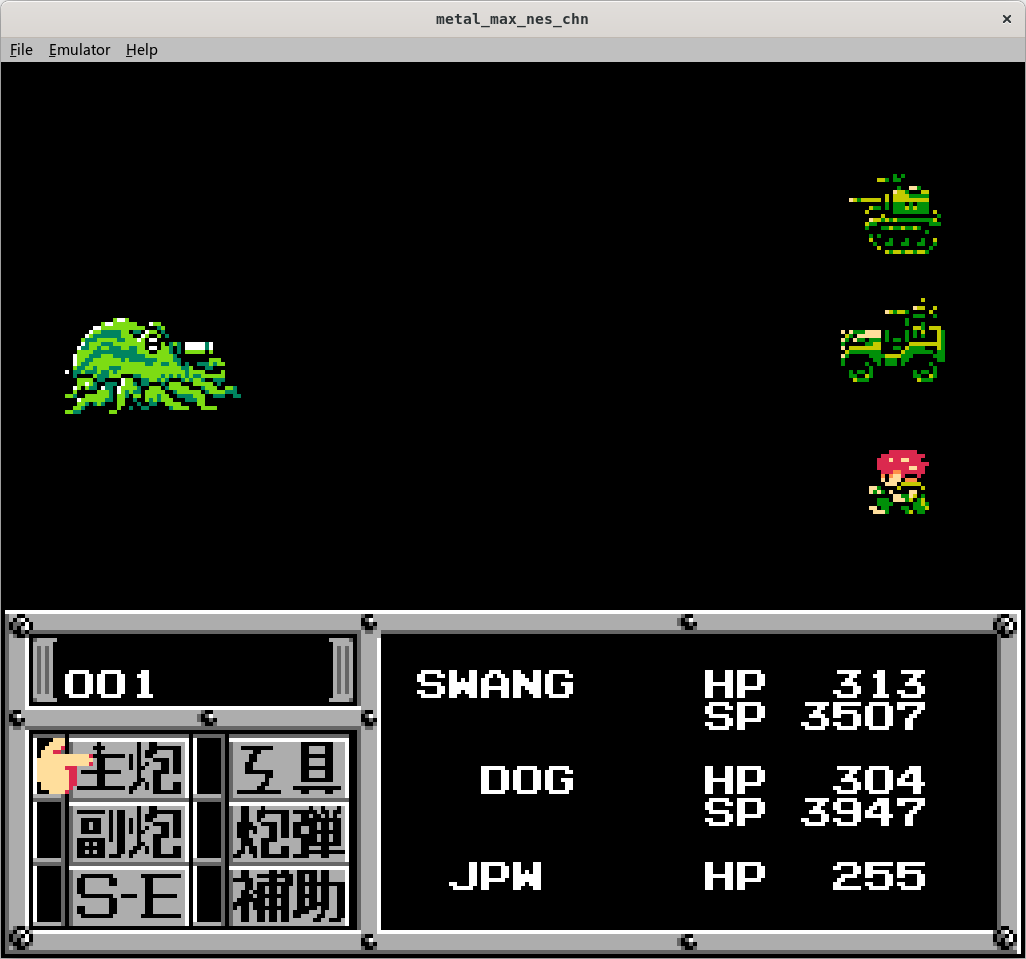 metal_max_nes_chn
File Emulator Help
001
主炮 工具
副炮 炮弹
S-E 補助
SWANG HP 313
SP 3507
DOG HP 304
SP 3947
JPW HP 255